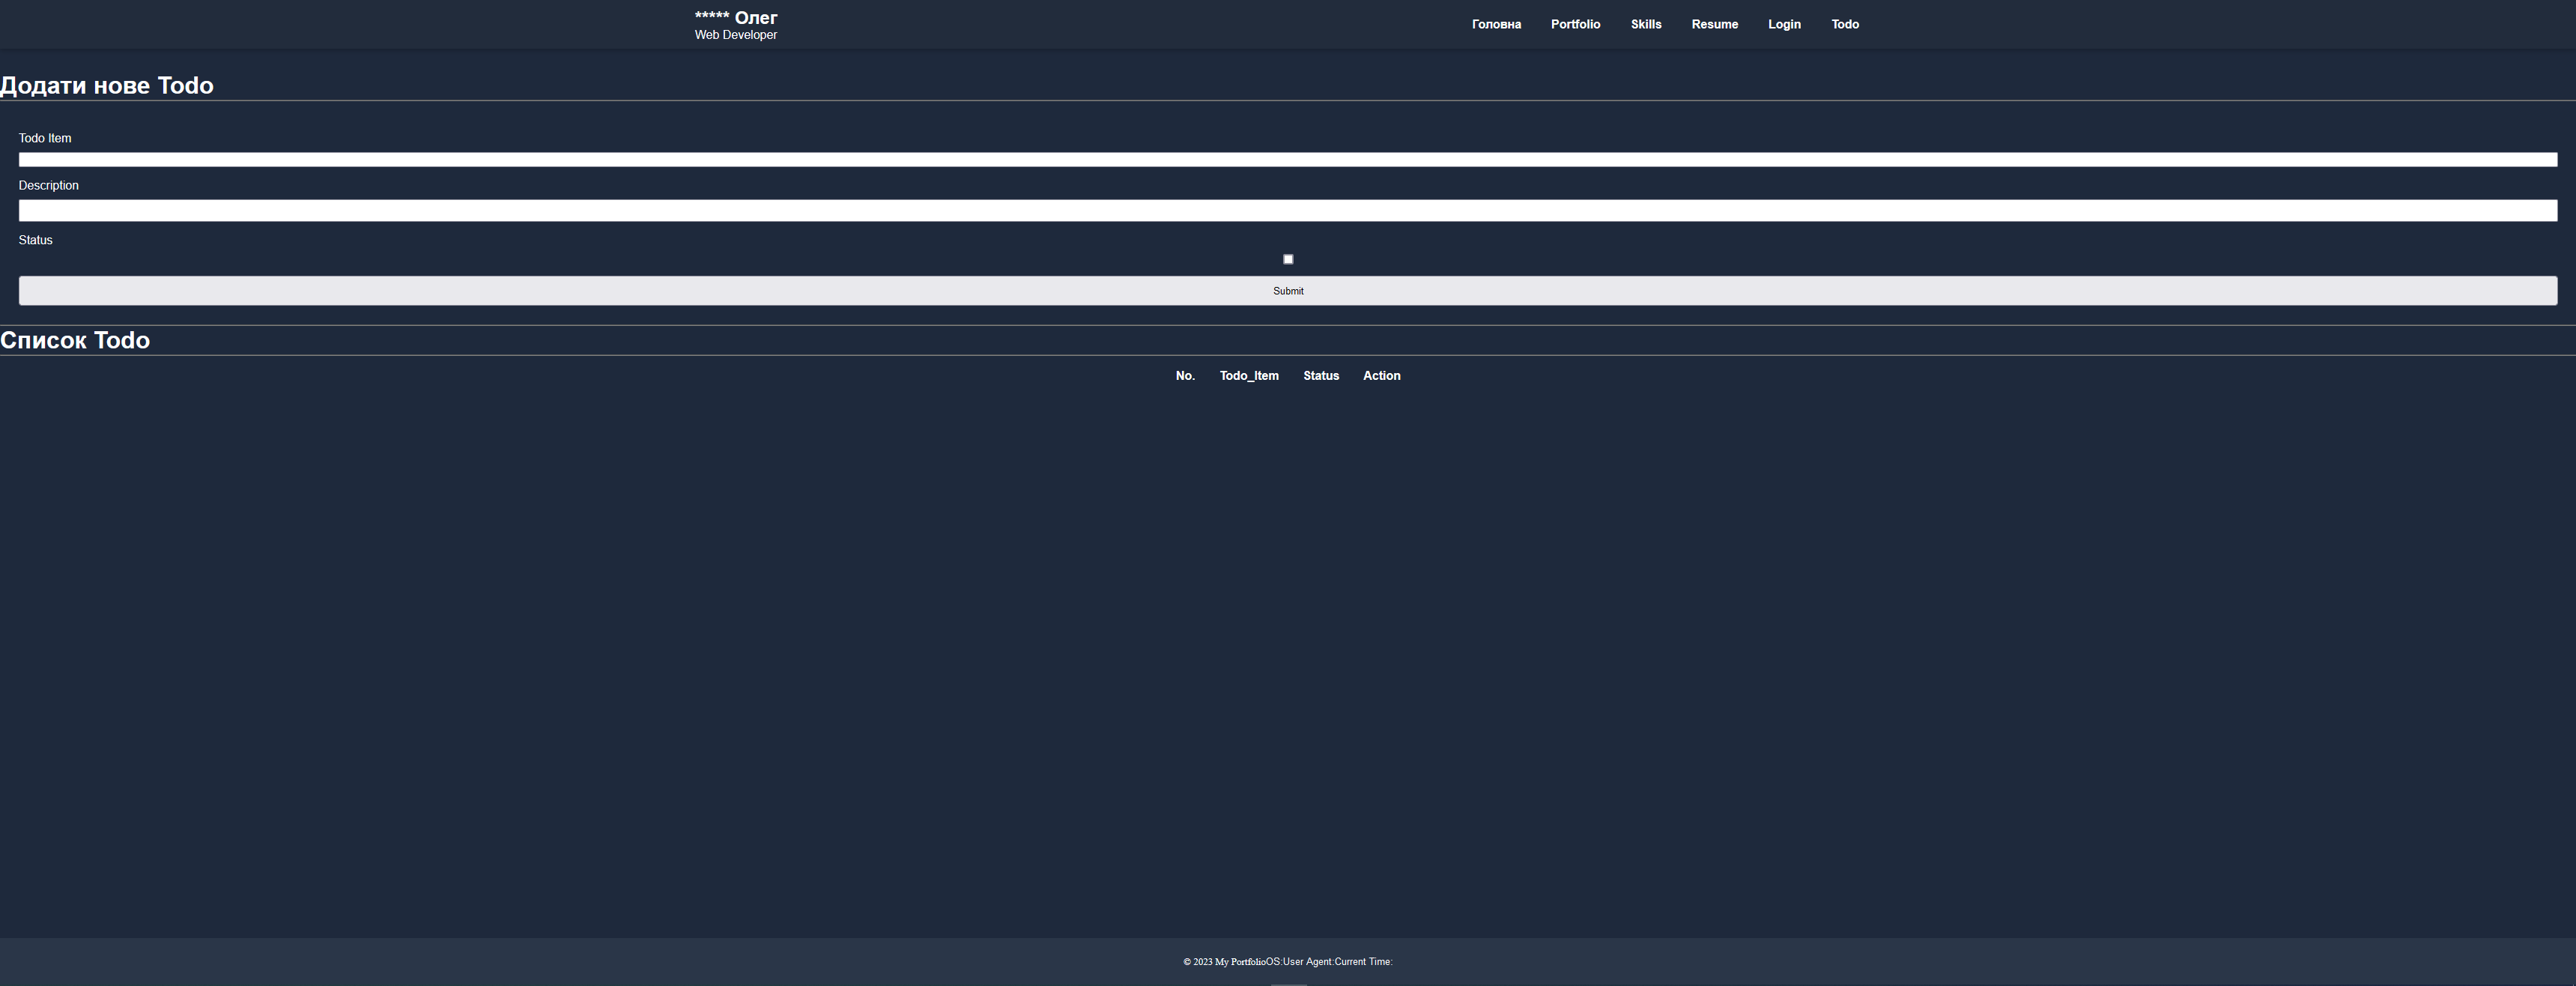 ***** Олег
Web Developer
Головна Portfolio Skills Resume Login Todo
Додати нове Todo
Todo Item
Description
Status
Submit
Список Todo
No. Todo_Item Status Action
© 2023 My PortfolioOS:User Agent:Current Time: